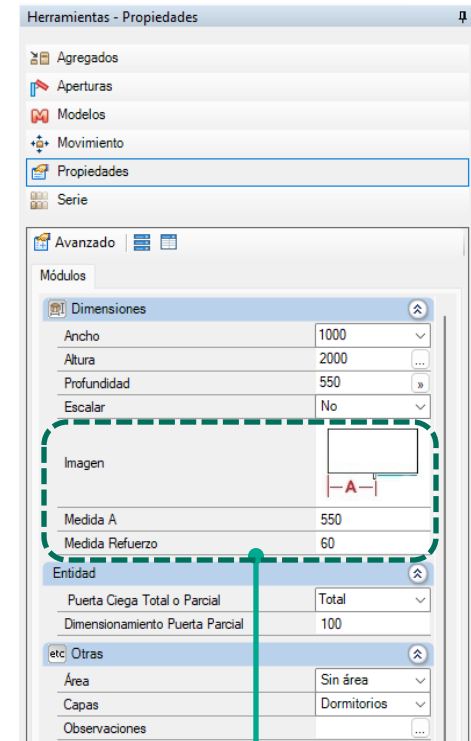 Herramientas - Propiedades
Agregados
Aperturas
Modelos
Movimiento
Propiedades
Serie
Avanzado
Módulos
Dimensiones
Ancho 1000
Altura 2000 ...
Profundidad 550 »
Escalar No
Imagen
A
Medida A 550
Medida Refuerzo 60
Entidad
Puerta Ciega Total o Parcial Total
Dimensionamiento Puerta Parcial 100
etc Otras
Área Sin área
Capas Dormitorios
Observaciones ...